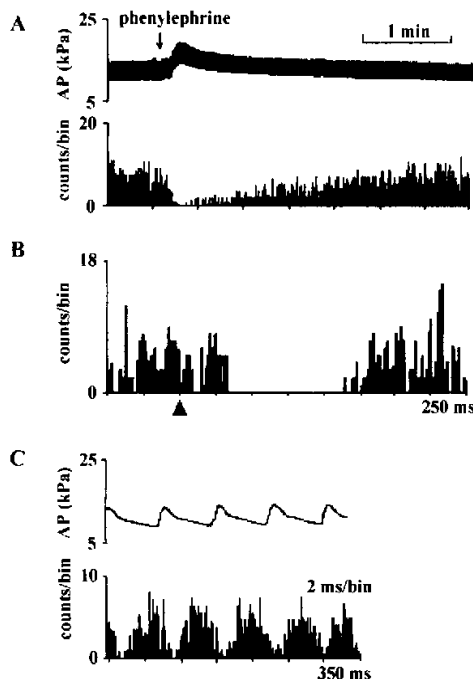 A
phenylephrine
1 min
25
AP (kPa)
5
20
counts/bin
0
B
18
counts/bin
0
250 ms
C
25
AP (kPa)
5
10
counts/bin
2 ms/bin
0
350 ms